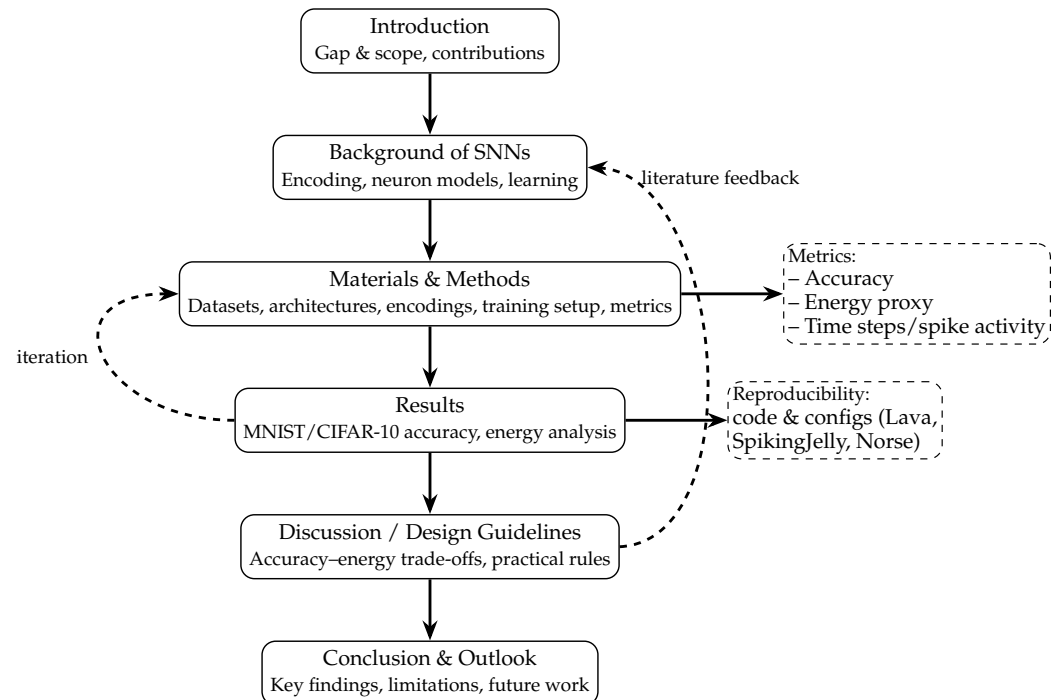 Introduction
Gap & scope, contributions
Background of SNNs
Encoding, neuron models, learning
literature feedback
Materials & Methods
Datasets, architectures, encodings, training setup, metrics
Metrics:
– Accuracy
– Energy proxy
– Time steps/spike activity
iteration
Results
MNIST/CIFAR-10 accuracy, energy analysis
Reproducibility:
code & configs (Lava,
SpikingJelly, Norse)
Discussion / Design Guidelines
Accuracy–energy trade-offs, practical rules
Conclusion & Outlook
Key findings, limitations, future work